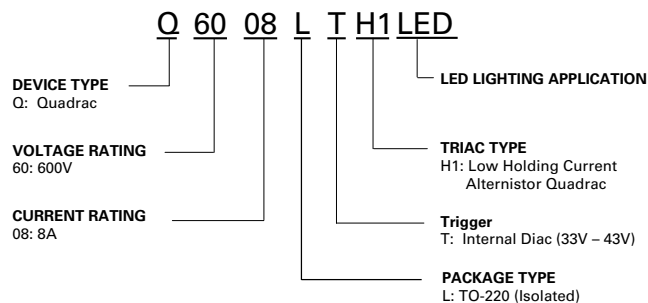 Q 60 08 L T H1 LED
DEVICE TYPE
Q: Quadrac
VOLTAGE RATING
60: 600V
CURRENT RATING
08: 8A
LED LIGHTING APPLICATION
TRIAC TYPE
H1: Low Holding Current
Alternistor Quadrac
Trigger
T: Internal Diac (33V – 43V)
PACKAGE TYPE
L: TO-220 (Isolated)